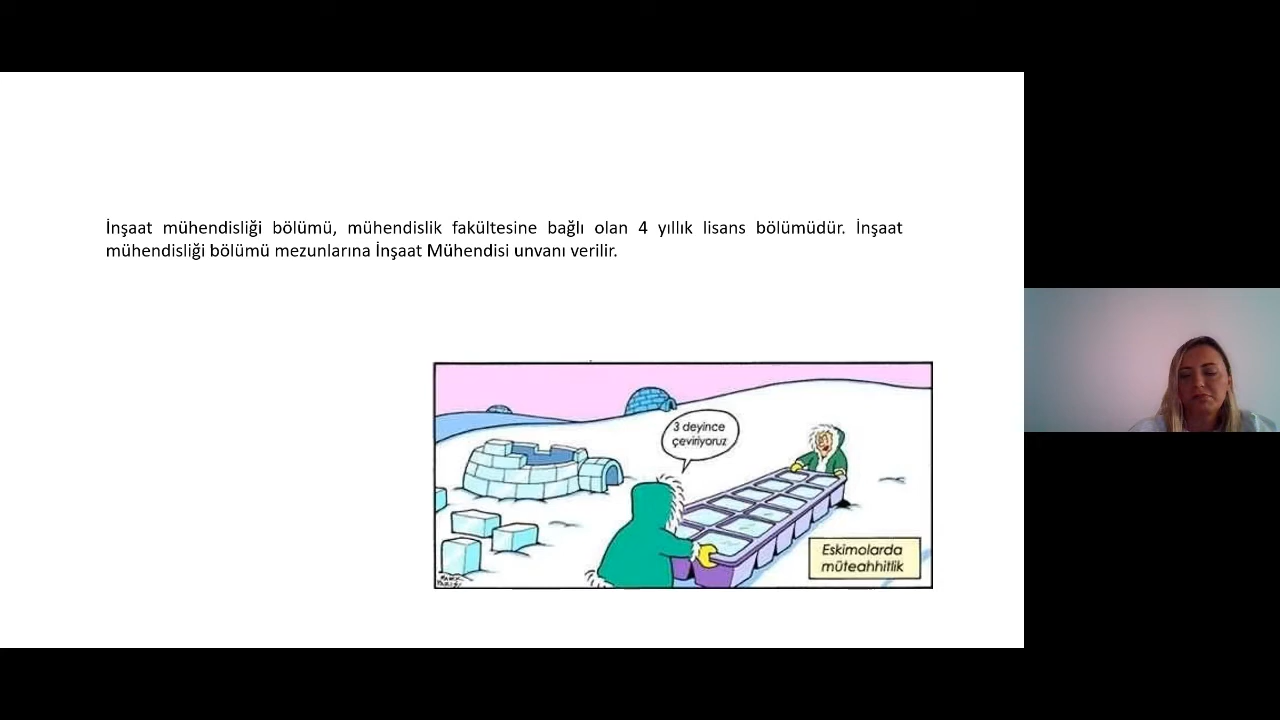 İnşaat mühendisliği bölümü, mühendislik fakültesine bağlı olan 4 yıllık lisans bölümüdür. İnşaat
mühendisliği bölümü mezunlarına İnşaat Mühendisi unvanı verilir.
3 deyince
çeviriyoruz
Eskimolarda
müteahhitlik